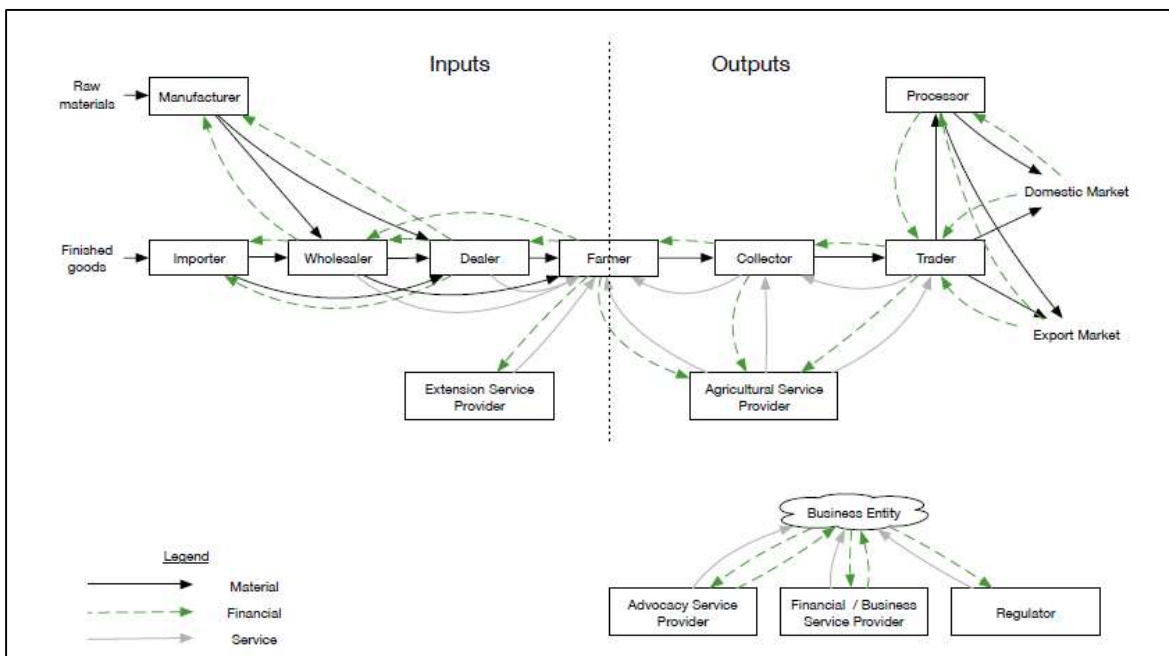 Inputs
Outputs
Raw
materials
Manufacturer
Processor
Domestic Market
Finished
goods
Importer
Wholesaler
Dealer
Farmer
Collector
Trader
Export Market
Extension Service
Provider
Agricultural Service
Provider
Business Entity
Legend
Material
Financial
Service
Advocacy Service
Provider
Financial / Business
Service Provider
Regulator